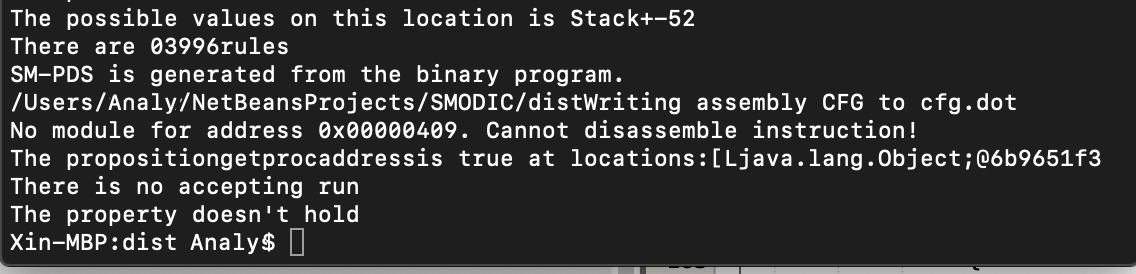 The possible values on this location is Stack+-52
There are 03996rules
SM-PDS is generated from the binary program.
/Users/Analy/NetBeansProjects/SMODIC/distWriting assembly CFG to cfg.dot
No module for address 0x00000409. Cannot disassemble instruction!
The propositiongetprocaddressis true at locations:[Ljava.lang.Object;@6b9651f3
There is no accepting run
The property doesn't hold
Xin-MBP:dist Analy$